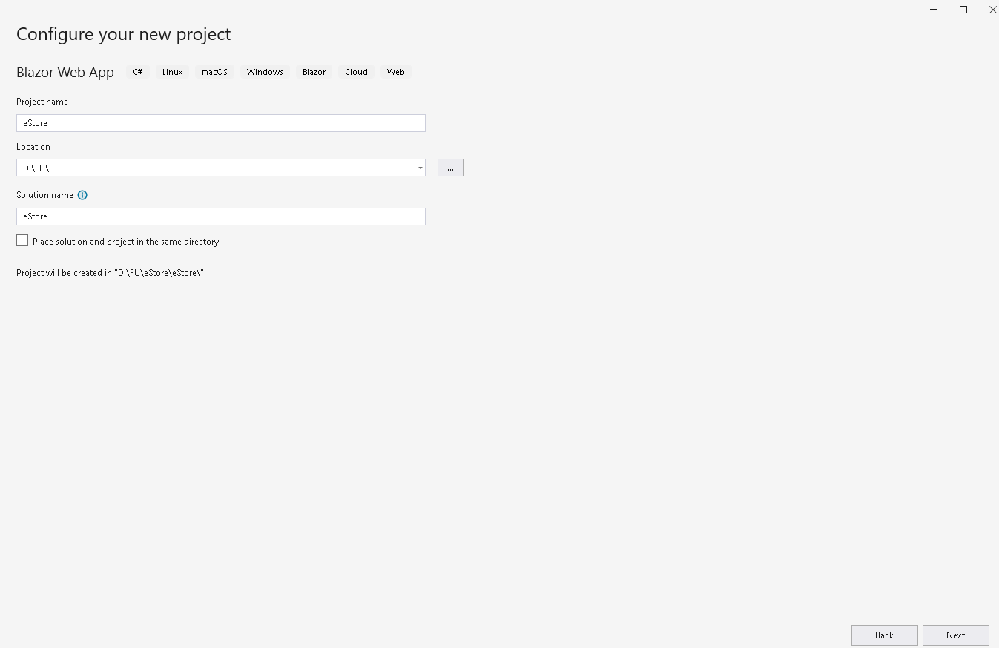 Configure your new project
Blazor Web App C# Linux macOS Windows Blazor Cloud Web
Project name
eStore
Location
D:\FU\
...
Solution name
eStore
Place solution and project in the same directory
Project will be created in "D:\FU\eStore\eStore\"
Back Next